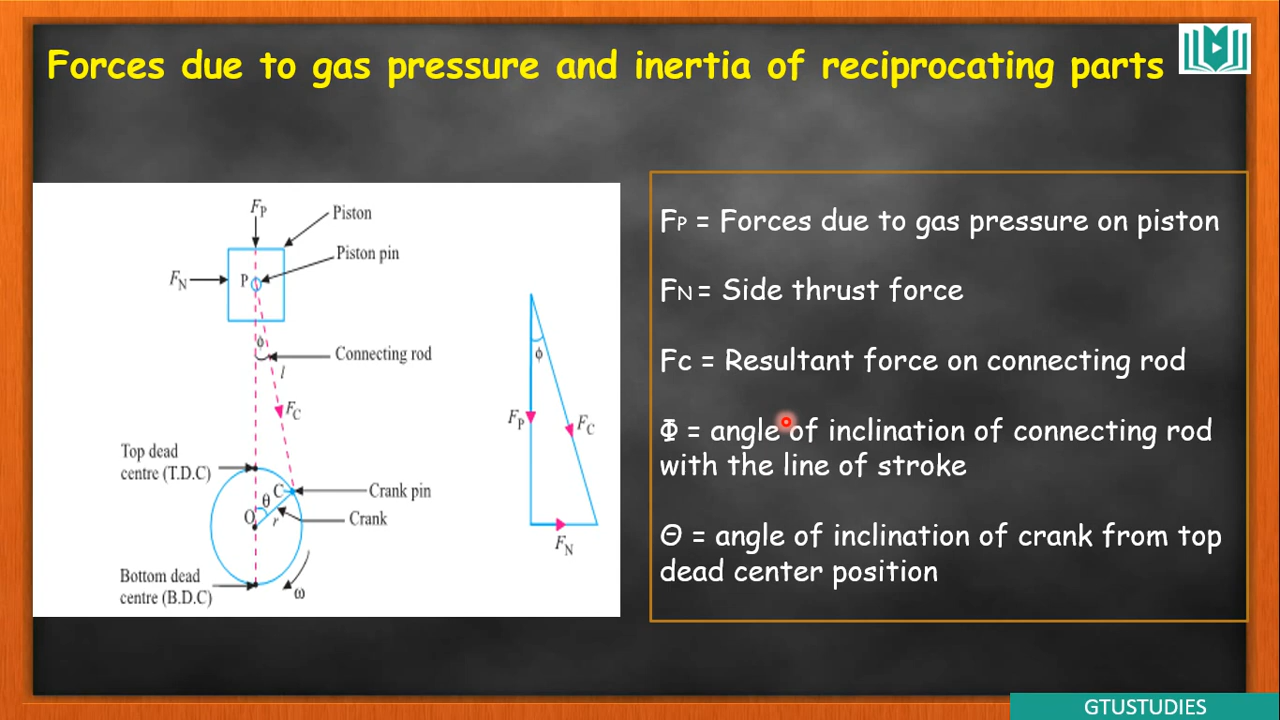 Forces due to gas pressure and inertia of reciprocating parts
FP
Piston
Piston pin
FN
P
ϕ
Connecting rod
l
FC
Top dead
centre (T.D.C)
C
Crank pin
θ
O
r
Crank
Bottom dead
centre (B.D.C)
ω
ϕ
FP
FC
FN
FP = Forces due to gas pressure on piston
FN = Side thrust force
Fc = Resultant force on connecting rod
Φ = angle of inclination of connecting rod
with the line of stroke
Θ = angle of inclination of crank from top
dead center position
GTUSTUDIES